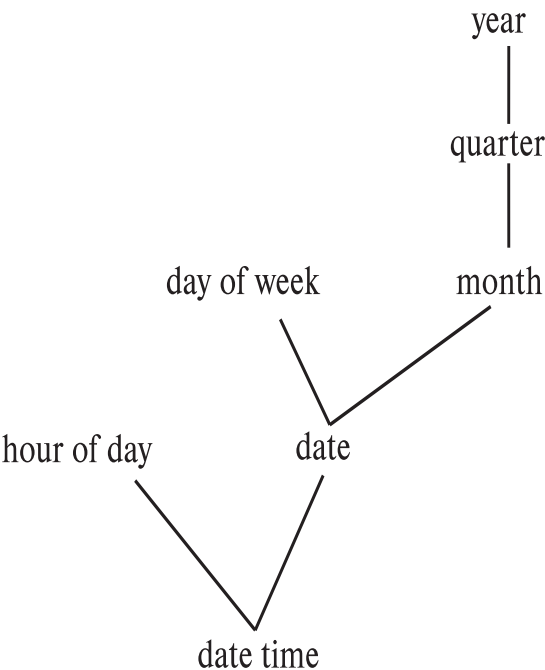 year
quarter
day of week
month
hour of day
date
date time